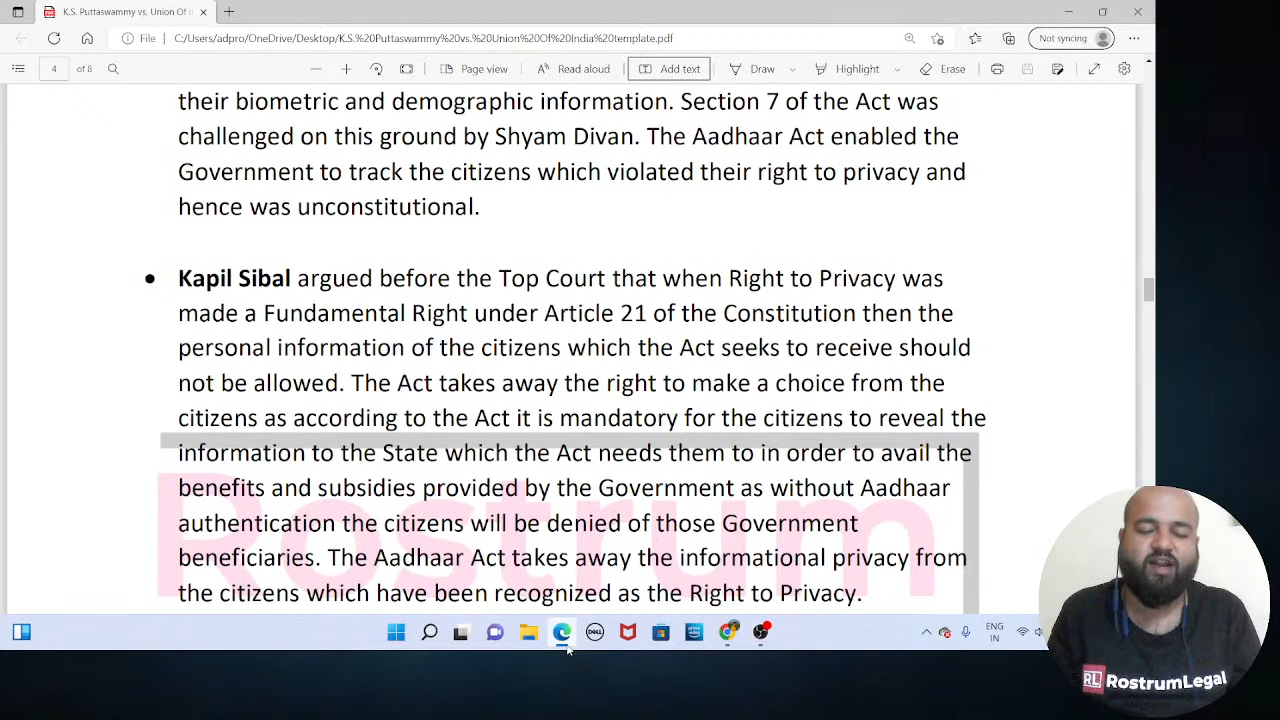 K.S. Puttaswammy vs. Union Of I
File C:/Users/adpro/OneDrive/Desktop/K.S.%20Puttaswammy%20vs.%20Union%20Of%20India%20template.pdf Not syncing
4 of 8 Page view Read aloud Add text Draw Highlight Erase
their biometric and demographic information. Section 7 of the Act was
challenged on this ground by Shyam Divan. The Aadhaar Act enabled the
Government to track the citizens which violated their right to privacy and
hence was unconstitutional.
• Kapil Sibal argued before the Top Court that when Right to Privacy was
made a Fundamental Right under Article 21 of the Constitution then the
personal information of the citizens which the Act seeks to receive should
not be allowed. The Act takes away the right to make a choice from the
citizens as according to the Act it is mandatory for the citizens to reveal the
information to the State which the Act needs them to in order to avail the
benefits and subsidies provided by the Government as without Aadhaar
authentication the citizens will be denied of those Government
beneficiaries. The Aadhaar Act takes away the informational privacy from
the citizens which have been recognized as the Right to Privacy.
Rostrum
DELL
prime video
ENG
IN
RL RostrumLegal